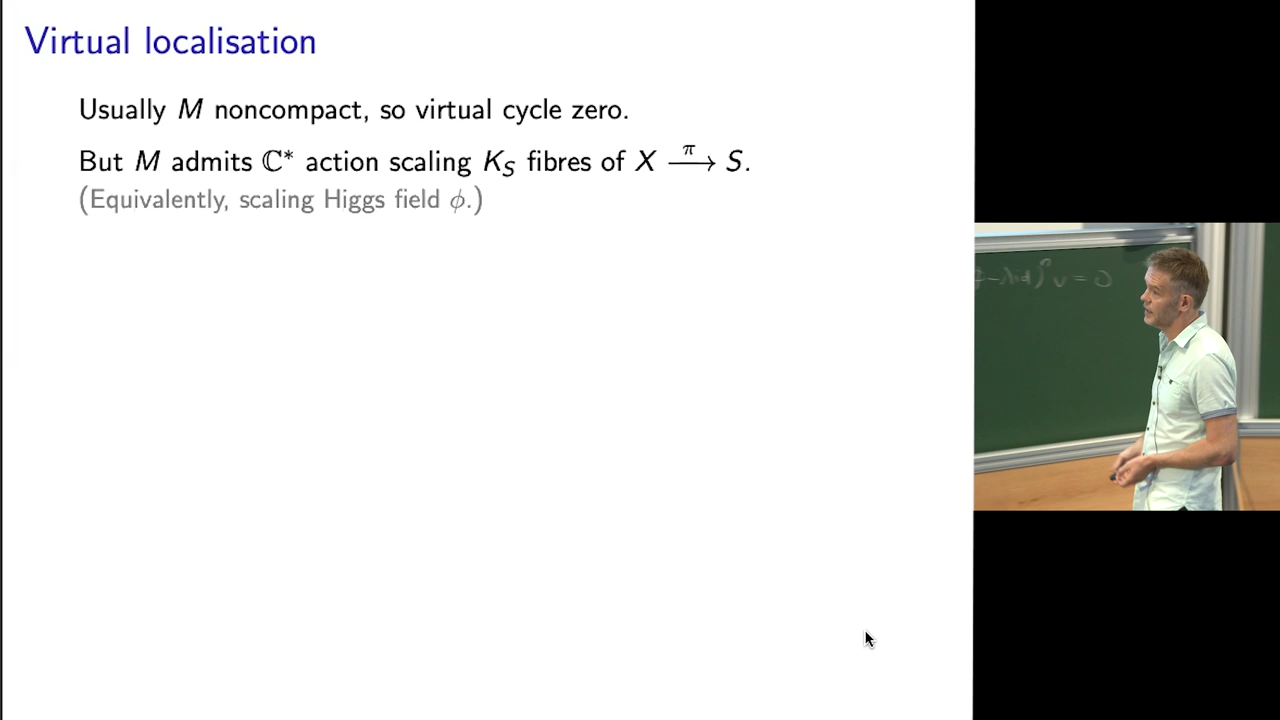 Virtual localisation
Usually M noncompact, so virtual cycle zero.
But M admits ℂ* action scaling K_S fibres of X —π→ S.
(Equivalently, scaling Higgs field ϕ.)